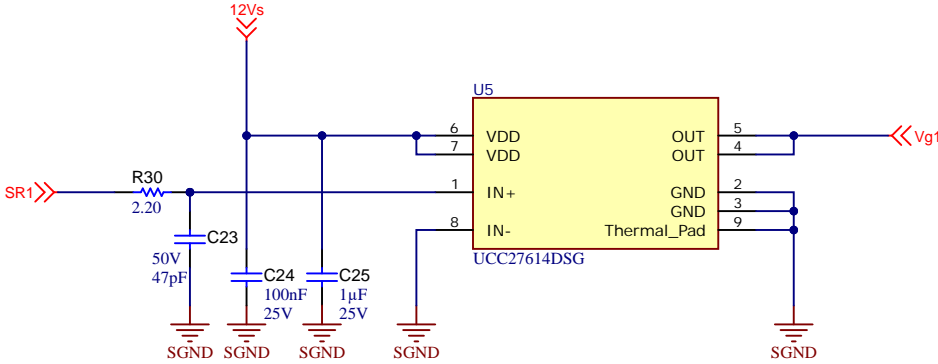 12Vs
U5
6 VDD OUT 5
7 VDD OUT 4
SR1 R30 2.20
1 IN+ GND 2
GND 3
8 IN- Thermal_Pad 9
Vg1
UCC27614DSG
C23
50V
47pF
C24
100nF
25V
C25
1µF
25V
SGND SGND SGND SGND SGND